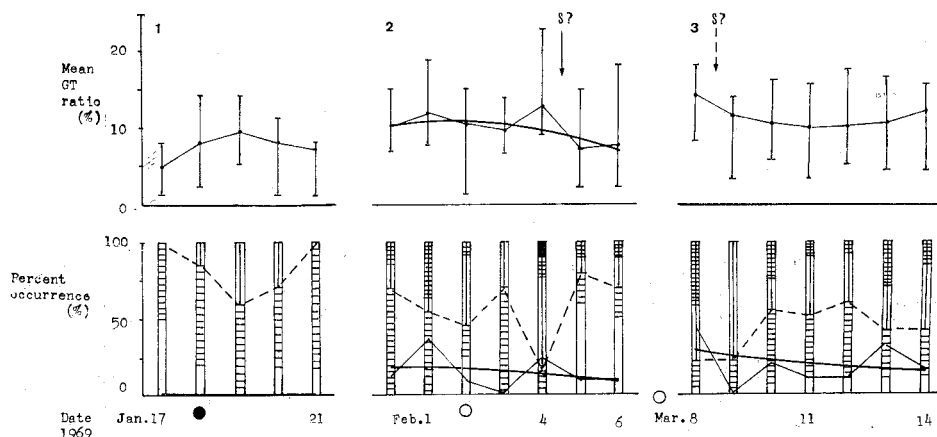 1
2
3
S?
S?
20
Mean
GT
ratio
(%)
10
0
100
Percent
occurrence
(%)
50
0
Date
1969
Jan.17
21
Feb.1
4
6
Mar.8
11
14